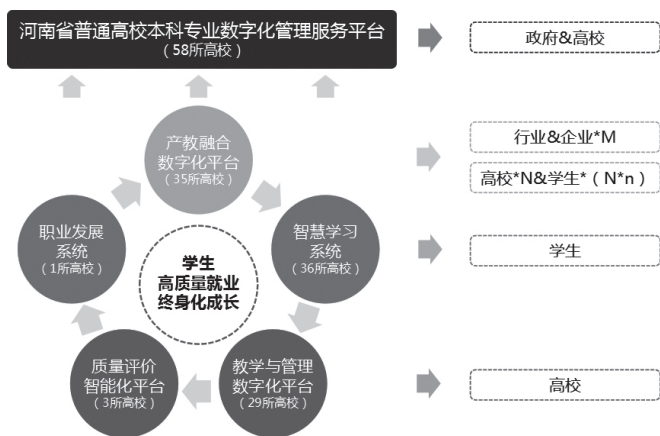 河南省普通高校本科专业数字化管理服务平台
（58所高校）
政府&高校
产教融合
数字化平台
（35所高校）
行业&企业*M
高校*N&学生*（N*n）
职业发展
系统
（1所高校）
智慧学习
系统
（36所高校）
学生
高质量就业
终身化成长
学生
质量评价
智能化平台
（3所高校）
教学与管理
数字化平台
（29所高校）
高校